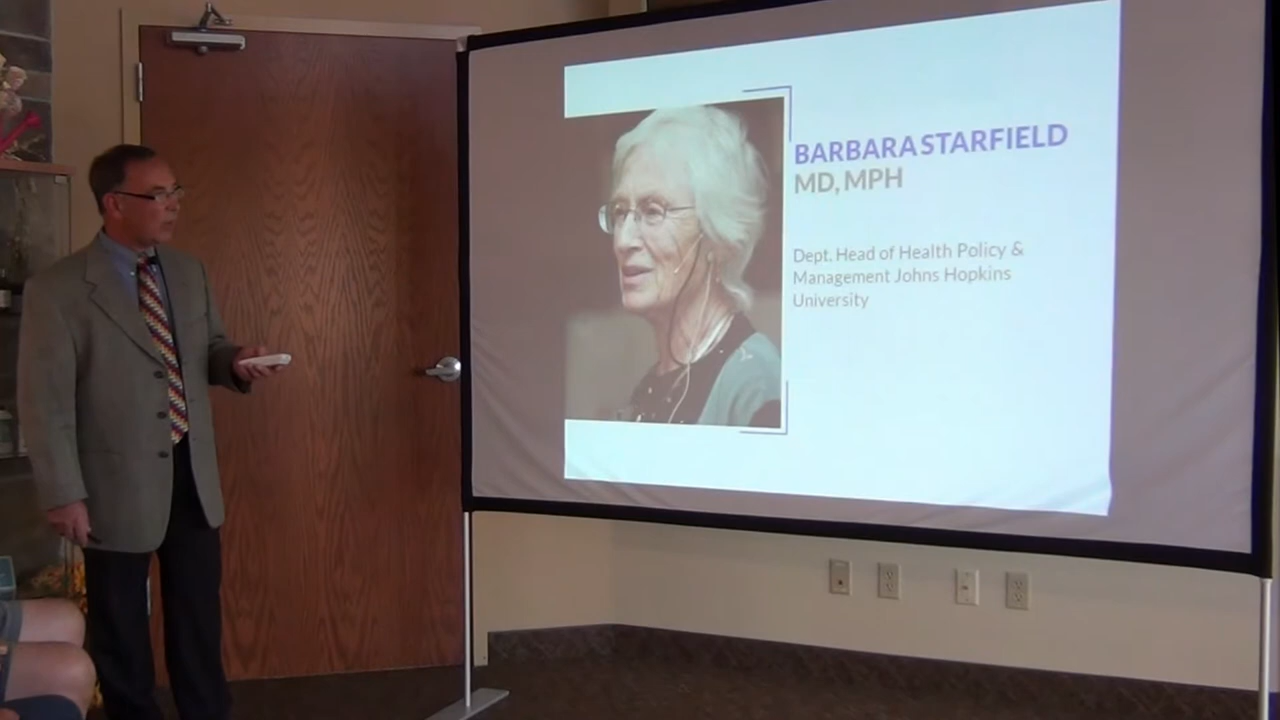 BARBARA STARFIELD
MD, MPH
Dept. Head of Health Policy &
Management Johns Hopkins
University